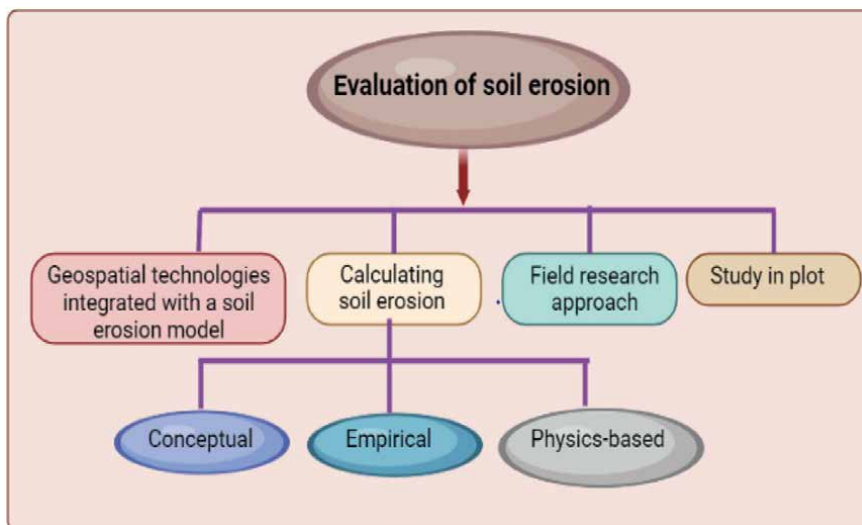 Evaluation of soil erosion
Geospatial technologies
integrated with a soil
erosion model
Calculating
soil erosion
Field research
approach
Study in plot
Conceptual
Empirical
Physics-based